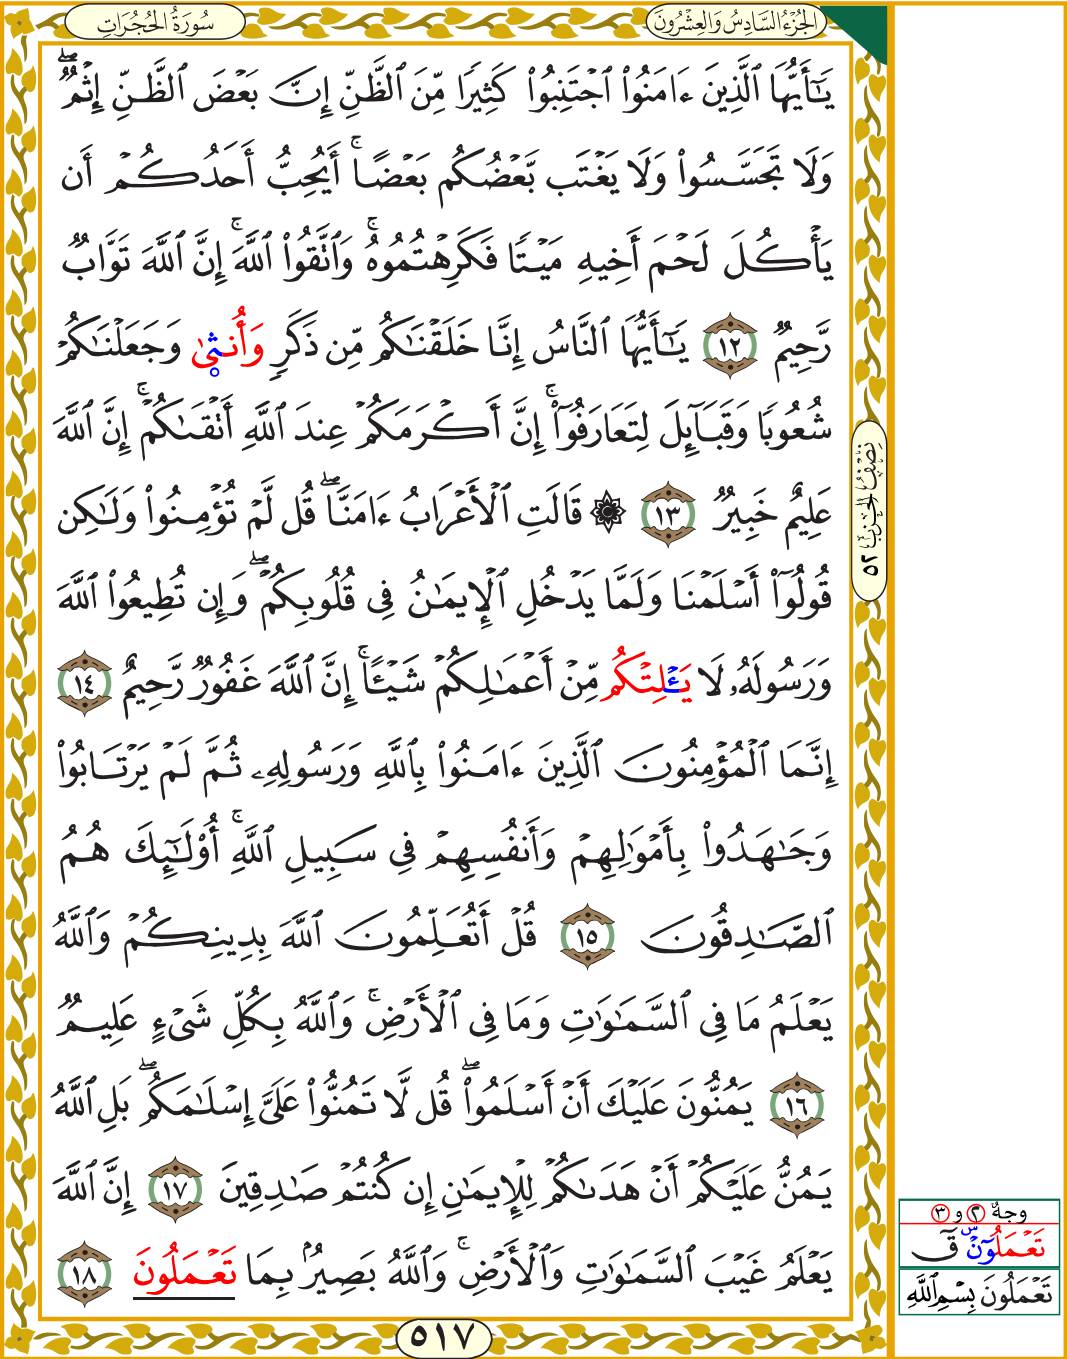 سُورَةُ الحُجُرَاتِ
الجُزْءُ السَّادِسُ وَالعِشْرُونَ
يَٰٓأَيُّهَا ٱلَّذِينَ ءَامَنُوا۟ ٱجْتَنِبُوا۟ كَثِيرًا مِّنَ ٱلظَّنِّ إِنَّ بَعْضَ ٱلظَّنِّ إِثْمٌ ۖ
وَلَا تَجَسَّسُوا۟ وَلَا يَغْتَب بَّعْضُكُم بَعْضًا ۚ أَيُحِبُّ أَحَدُكُمْ أَن
يَأْكُلَ لَحْمَ أَخِيهِ مَيْتًا فَكَرِهْتُمُوهُ ۚ وَٱتَّقُوا۟ ٱللَّهَ ۚ إِنَّ ٱللَّهَ تَوَّابٌ
رَّحِيمٌ ١٢ يَٰٓأَيُّهَا ٱلنَّاسُ إِنَّا خَلَقْنَٰكُم مِّن ذَكَرٍ وَأُنثٜىٰ وَجَعَلْنَٰكُمْ
شُعُوبًا وَقَبَآئِلَ لِتَعَارَفُوٓا۟ ۚ إِنَّ أَكْرَمَكُمْ عِندَ ٱللَّهِ أَتْقَىٰكُمْ ۚ إِنَّ ٱللَّهَ
عَلِيمٌ خَبِيرٌ ١٣ ۞ قَالَتِ ٱلْأَعْرَابُ ءَامَنَّا ۖ قُل لَّمْ تُؤْمِنُوا۟ وَلَٰكِن
قُولُوٓا۟ أَسْلَمْنَا وَلَمَّا يَدْخُلِ ٱلْإِيمَٰنُ فِى قُلُوبِكُمْ ۖ وَإِن تُطِيعُوا۟ ٱللَّهَ
وَرَسُولَهُۥ لَا يَـْٔلِتْكُم مِّنْ أَعْمَٰلِكُمْ شَيْـًٔا ۚ إِنَّ ٱللَّهَ غَفُورٌ رَّحِيمٌ ١٤
إِنَّمَا ٱلْمُؤْمِنُونَ ٱلَّذِينَ ءَامَنُوا۟ بِٱللَّهِ وَرَسُولِهِۦ ثُمَّ لَمْ يَرْتَابُوا۟
وَجَٰهَدُوا۟ بِأَمْوَٰلِهِمْ وَأَنفُسِهِمْ فِى سَبِيلِ ٱللَّهِ ۚ أُو۟لَٰٓئِكَ هُمُ
ٱلصَّٰدِقُونَ ١٥ قُلْ أَتُعَلِّمُونَ ٱللَّهَ بِدِينِكُمْ وَٱللَّهُ
يَعْلَمُ مَا فِى ٱلسَّمَٰوَٰتِ وَمَا فِى ٱلْأَرْضِ ۚ وَٱللَّهُ بِكُلِّ شَىْءٍ عَلِيمٌ
١٦ يَمُنُّونَ عَلَيْكَ أَنْ أَسْلَمُوا۟ ۖ قُل لَّا تَمُنُّوا۟ عَلَىَّ إِسْلَٰمَكُم ۖ بَلِ ٱللَّهُ
يَمُنُّ عَلَيْكُمْ أَنْ هَدَىٰكُمْ لِلْإِيمَٰنِ إِن كُنتُمْ صَٰدِقِينَ ١٧ إِنَّ ٱللَّهَ
يَعْلَمُ غَيْبَ ٱلسَّمَٰوَٰتِ وَٱلْأَرْضِ ۚ وَٱللَّهُ بَصِيرٌۢ بِمَا تَعْمَلُونَ ١٨
نِصْفُ الحِزْبِ ٥٢
وجهٌ ٢ و ٣
تَعْمَلُونَ ۜ قٓ
تَعْمَلُونَ بِسْمِ ٱللَّهِ
٥١٧